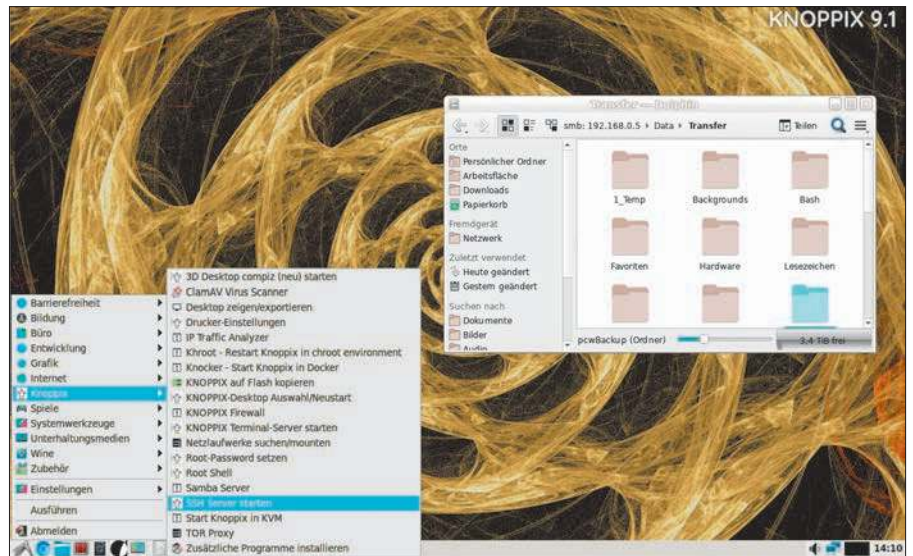 KNOPPIX 9.1
Transfer — Dolphin
smb: 192.168.0.5 › Data › Transfer
Teilen
Orte
Persönlicher Ordner
Arbeitsfläche
Downloads
Papierkorb
Fremdgerät
Netzwerk
Zuletzt verwendet
Heute geändert
Gestern geändert
Suchen nach
Dokumente
Bilder
Audio
1_Temp
Backgrounds
Bash
Favoriten
Hardware
Lesezeichen
pcwBackup (Ordner)
3,4 TiB frei
3D Desktop compiz (neu) starten
ClamAV Virus Scanner
Desktop zeigen/exportieren
Drucker-Einstellungen
IP Traffic Analyzer
Khroot - Restart Knoppix in chroot environment
Knocker - Start Knoppix in Docker
KNOPPIX auf Flash kopieren
KNOPPIX-Desktop Auswahl/Neustart
KNOPPIX Firewall
KNOPPIX Terminal-Server starten
Netzlaufwerke suchen/mounten
Root-Password setzen
Root Shell
Samba Server
SSH Server starten
Start Knoppix in KVM
TOR Proxy
Zusätzliche Programme installieren
Barrierefreiheit
Bildung
Büro
Entwicklung
Grafik
Internet
Knoppix
Spiele
Systemwerkzeuge
Unterhaltungsmedien
Wine
Zubehör
Einstellungen
Ausführen
Abmelden
14:10